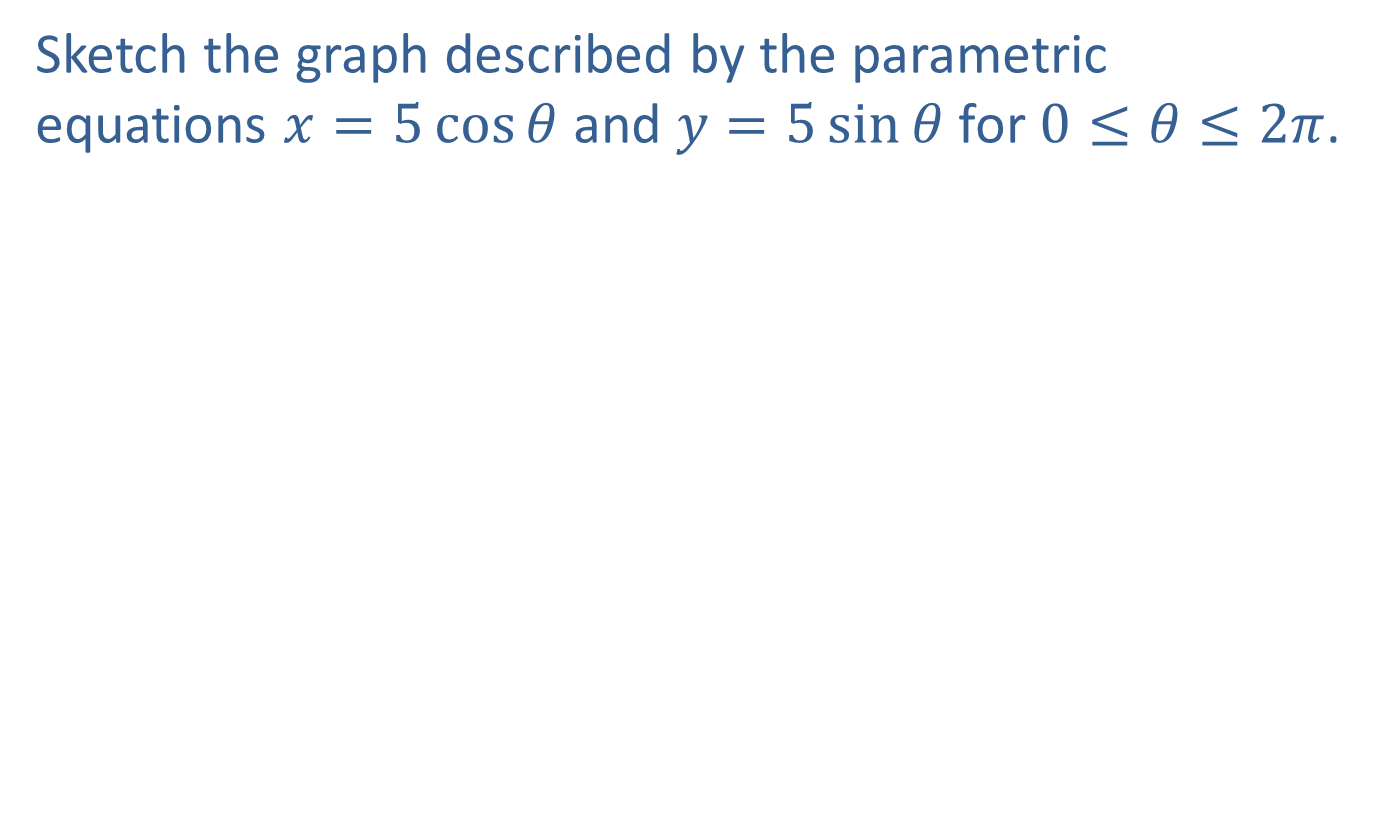 Sketch the graph described by the parametric
equations 𝑥 = 5 cos 𝜃 and 𝑦 = 5 sin 𝜃 for 0 ≤ 𝜃 ≤ 2𝜋.